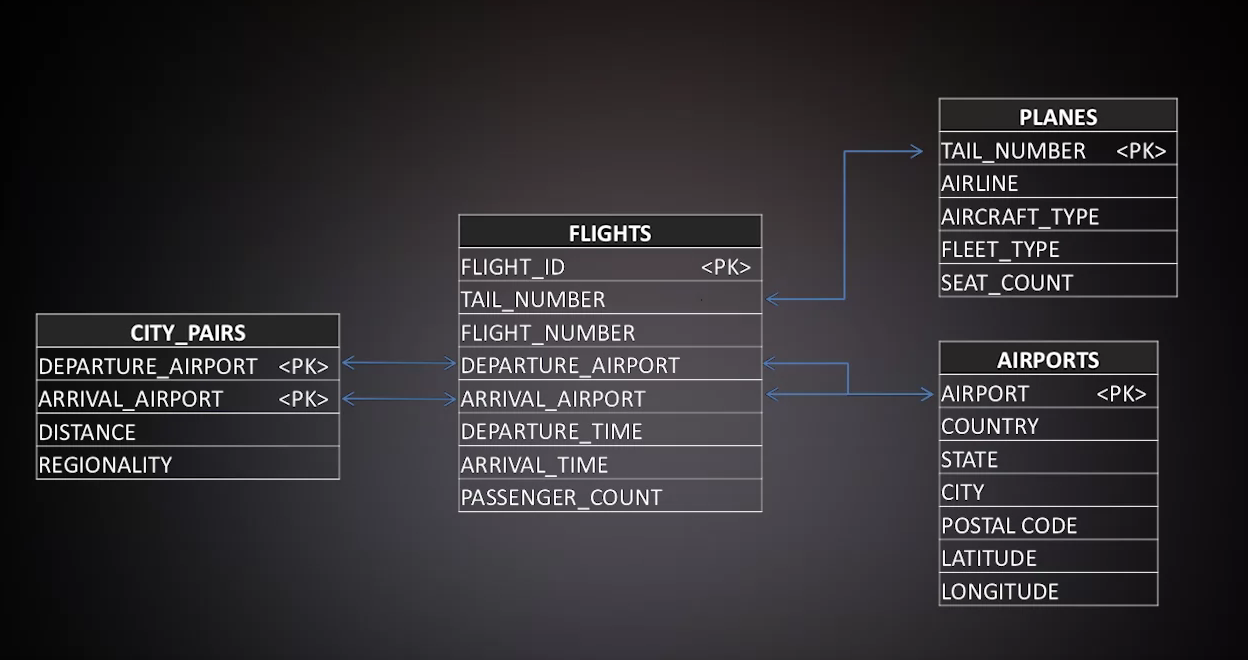 CITY_PAIRS
DEPARTURE_AIRPORT <PK>
ARRIVAL_AIRPORT <PK>
DISTANCE
REGIONALITY
FLIGHTS
FLIGHT_ID <PK>
TAIL_NUMBER
FLIGHT_NUMBER
DEPARTURE_AIRPORT
ARRIVAL_AIRPORT
DEPARTURE_TIME
ARRIVAL_TIME
PASSENGER_COUNT
PLANES
TAIL_NUMBER <PK>
AIRLINE
AIRCRAFT_TYPE
FLEET_TYPE
SEAT_COUNT
AIRPORTS
AIRPORT <PK>
COUNTRY
STATE
CITY
POSTAL CODE
LATITUDE
LONGITUDE